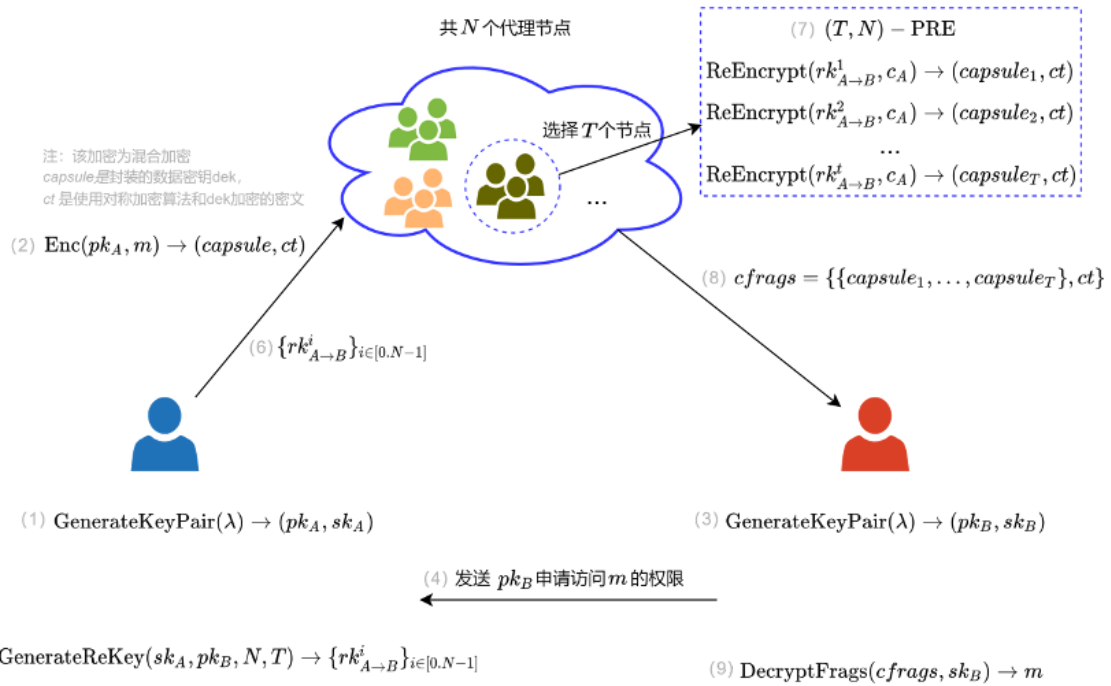 共 N 个代理节点
(7) (T, N) − PRE
ReEncrypt(rk^1_{A→B}, c_A) → (capsule_1, ct)
ReEncrypt(rk^2_{A→B}, c_A) → (capsule_2, ct)
...
ReEncrypt(rk^t_{A→B}, c_A) → (capsule_T, ct)
选择 T 个节点
...
注：该加密为混合加密
capsule是封装的数据密钥dek，
ct 是使用对称加密算法和dek加密的密文
(2) Enc(pk_A, m) → (capsule, ct)
(8) cfrags = {{capsule_1, ..., capsule_T}, ct}
(6) {rk^i_{A→B}}_{i∈[0.N−1]}
(1) GenerateKeyPair(λ) → (pk_A, sk_A)
(3) GenerateKeyPair(λ) → (pk_B, sk_B)
(4) 发送 pk_B 申请访问 m 的权限
GenerateReKey(sk_A, pk_B, N, T) → {rk^i_{A→B}}_{i∈[0.N−1]}
(9) DecryptFrags(cfrags, sk_B) → m